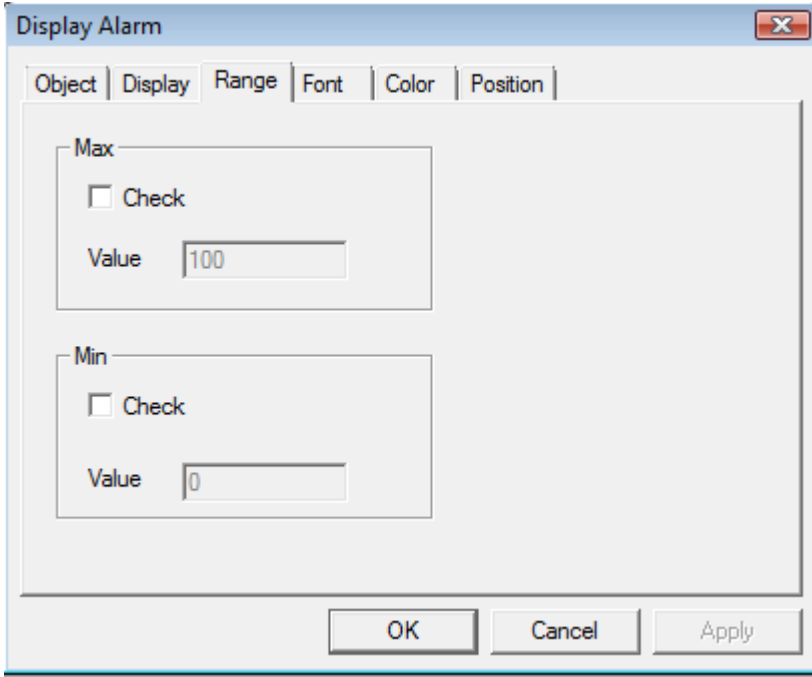 Display Alarm
Object Display Range Font Color Position
Max
Check
Value 100
Min
Check
Value 0
OK Cancel Apply